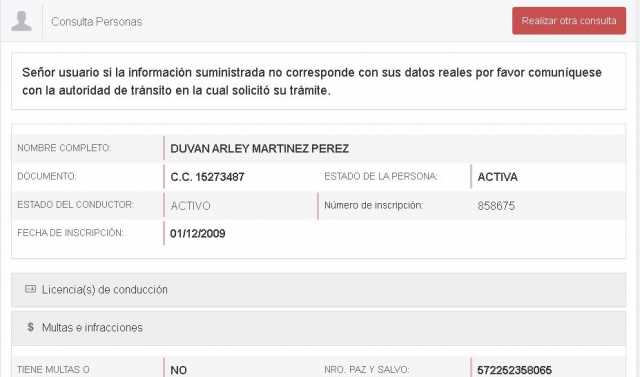 Consulta Personas
Realizar otra consulta
Señor usuario si la información suministrada no corresponde con sus datos reales por favor comuníquese
con la autoridad de tránsito en la cual solicitó su trámite.
NOMBRE COMPLETO: DUVAN ARLEY MARTINEZ PEREZ
DOCUMENTO: C.C. 15273487 ESTADO DE LA PERSONA: ACTIVA
ESTADO DEL CONDUCTOR: ACTIVO Número de inscripción: 858675
FECHA DE INSCRIPCIÓN: 01/12/2009
Licencia(s) de conducción
$ Multas e infracciones
TIENE MULTAS O NO NRO. PAZ Y SALVO: 572252358065